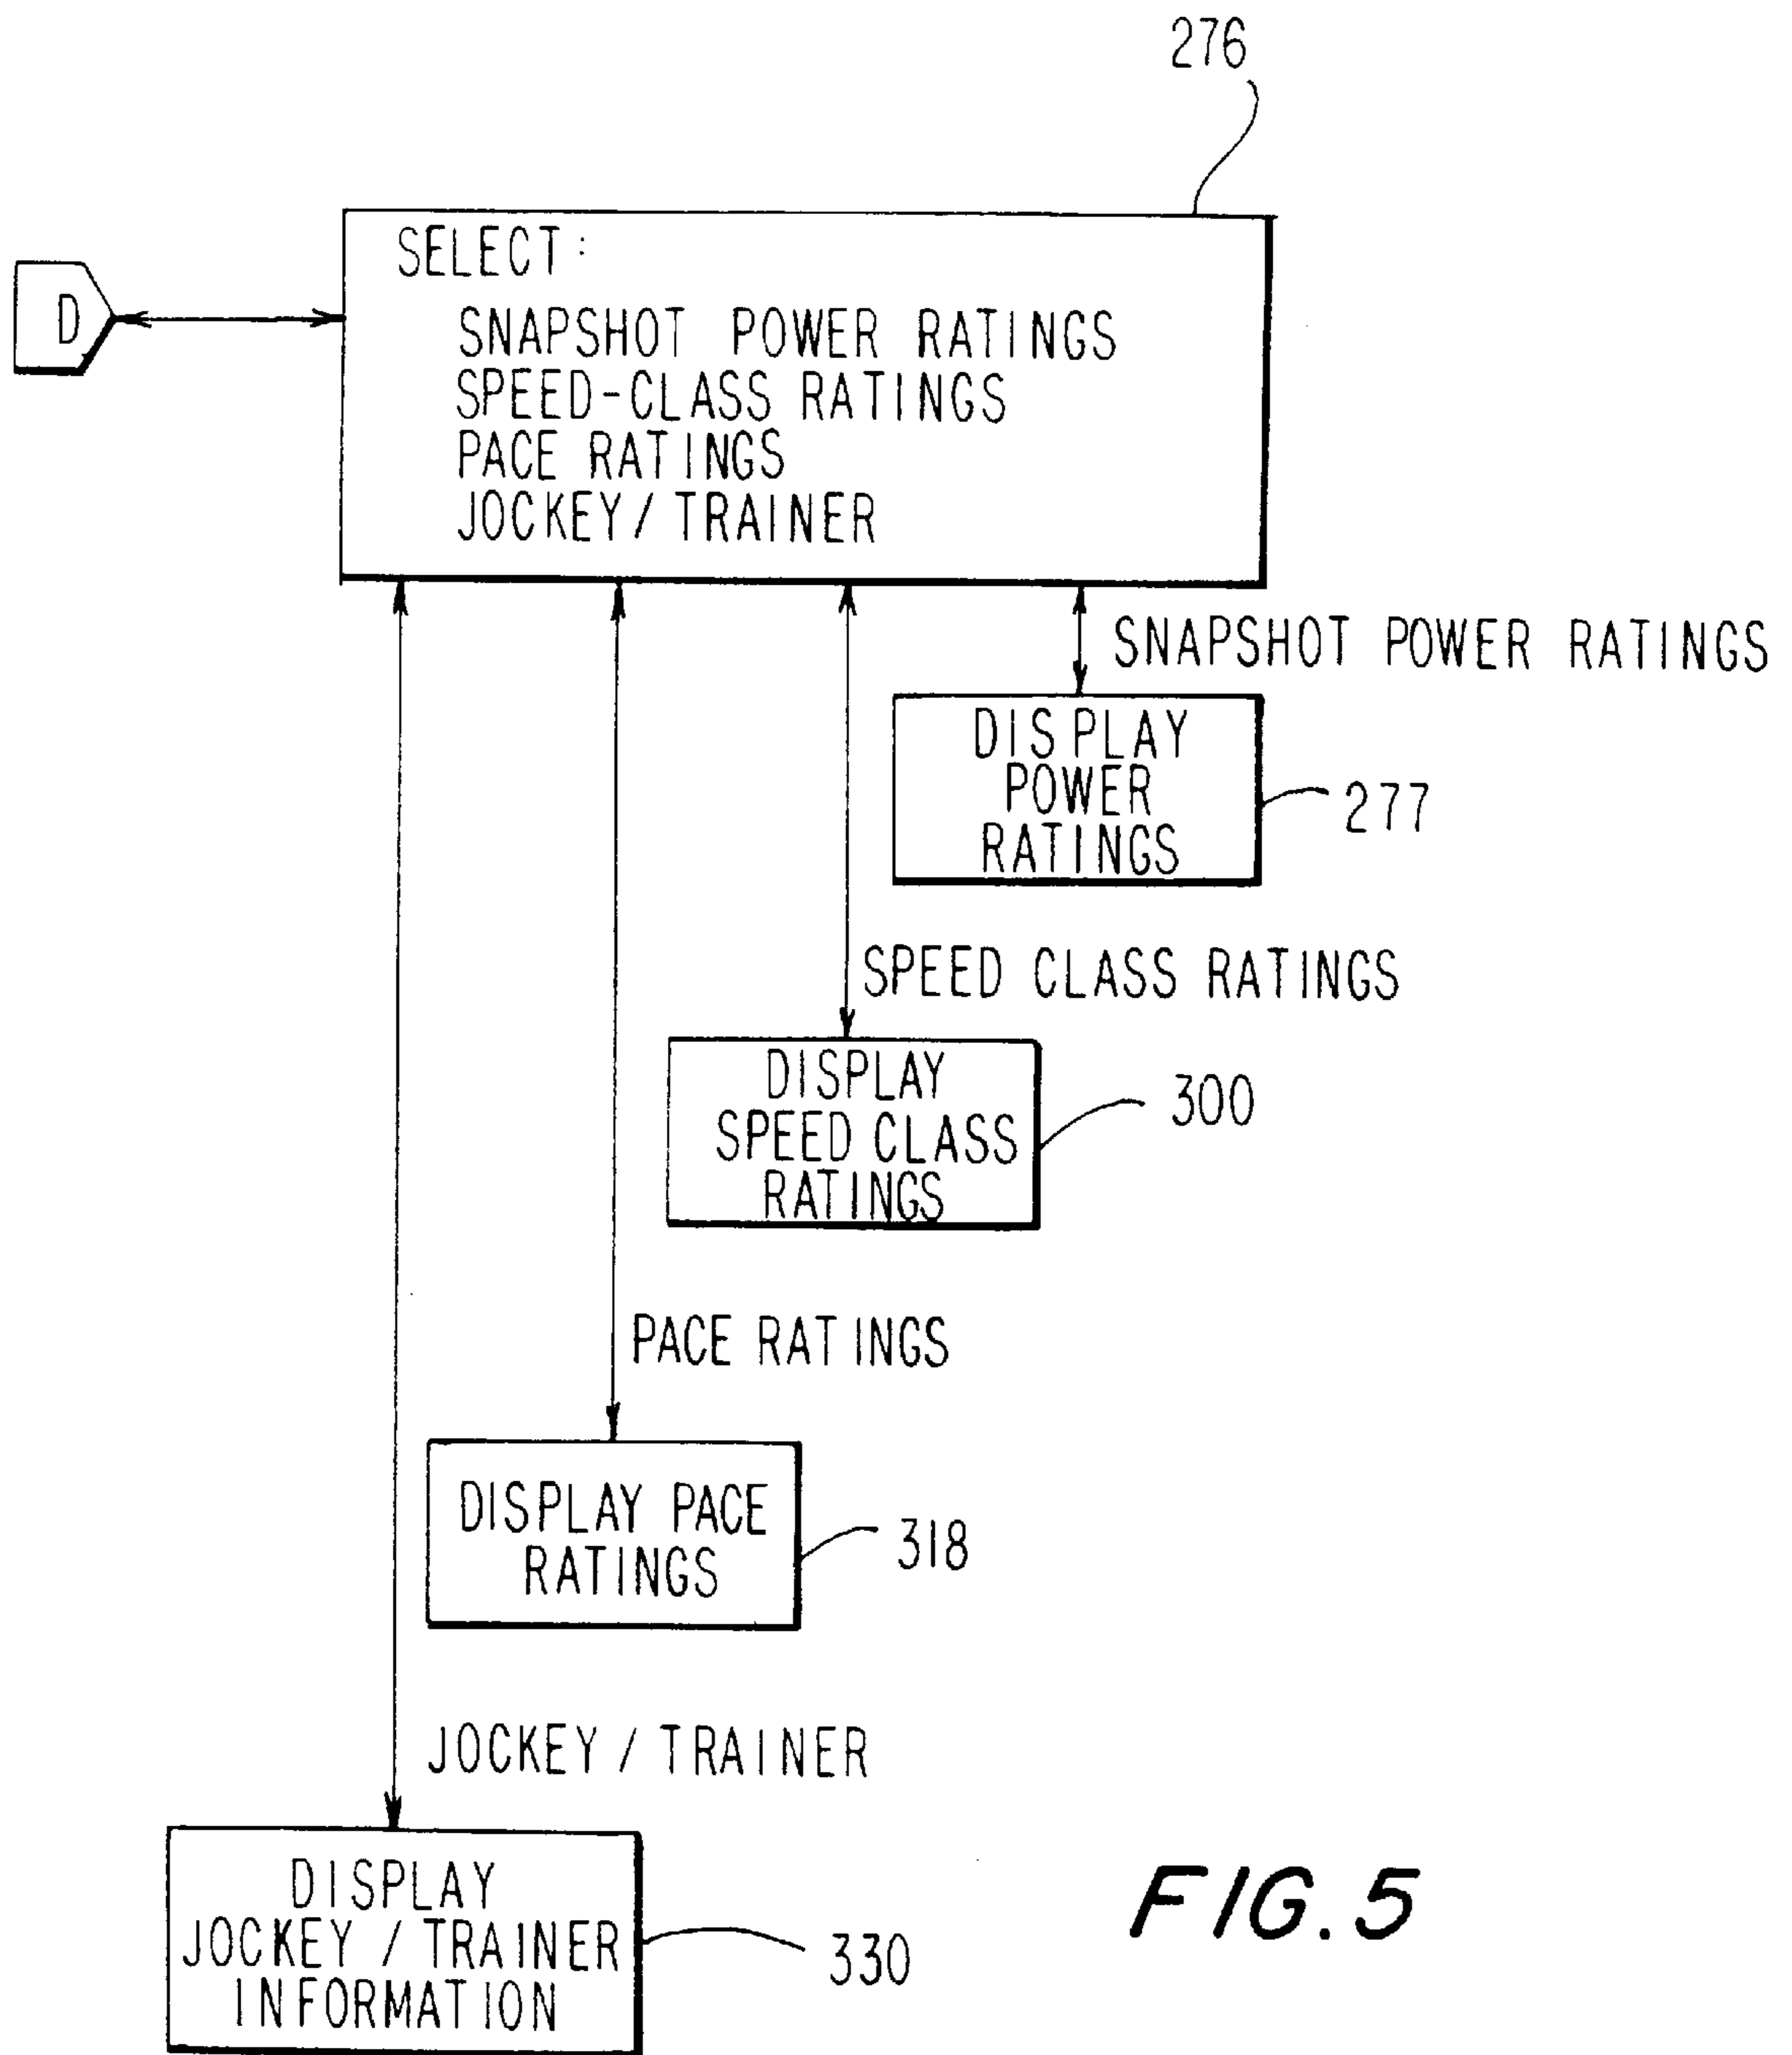 276
D
SELECT:
SNAPSHOT POWER RATINGS
SPEED-CLASS RATINGS
PACE RATINGS
JOCKEY/TRAINER
SNAPSHOT POWER RATINGS
DISPLAY
POWER
RATINGS
277
SPEED CLASS RATINGS
DISPLAY
SPEED CLASS
RATINGS
300
PACE RATINGS
DISPLAY PACE
RATINGS
318
JOCKEY / TRAINER
DISPLAY
JOCKEY / TRAINER
INFORMATION
330
FIG. 5